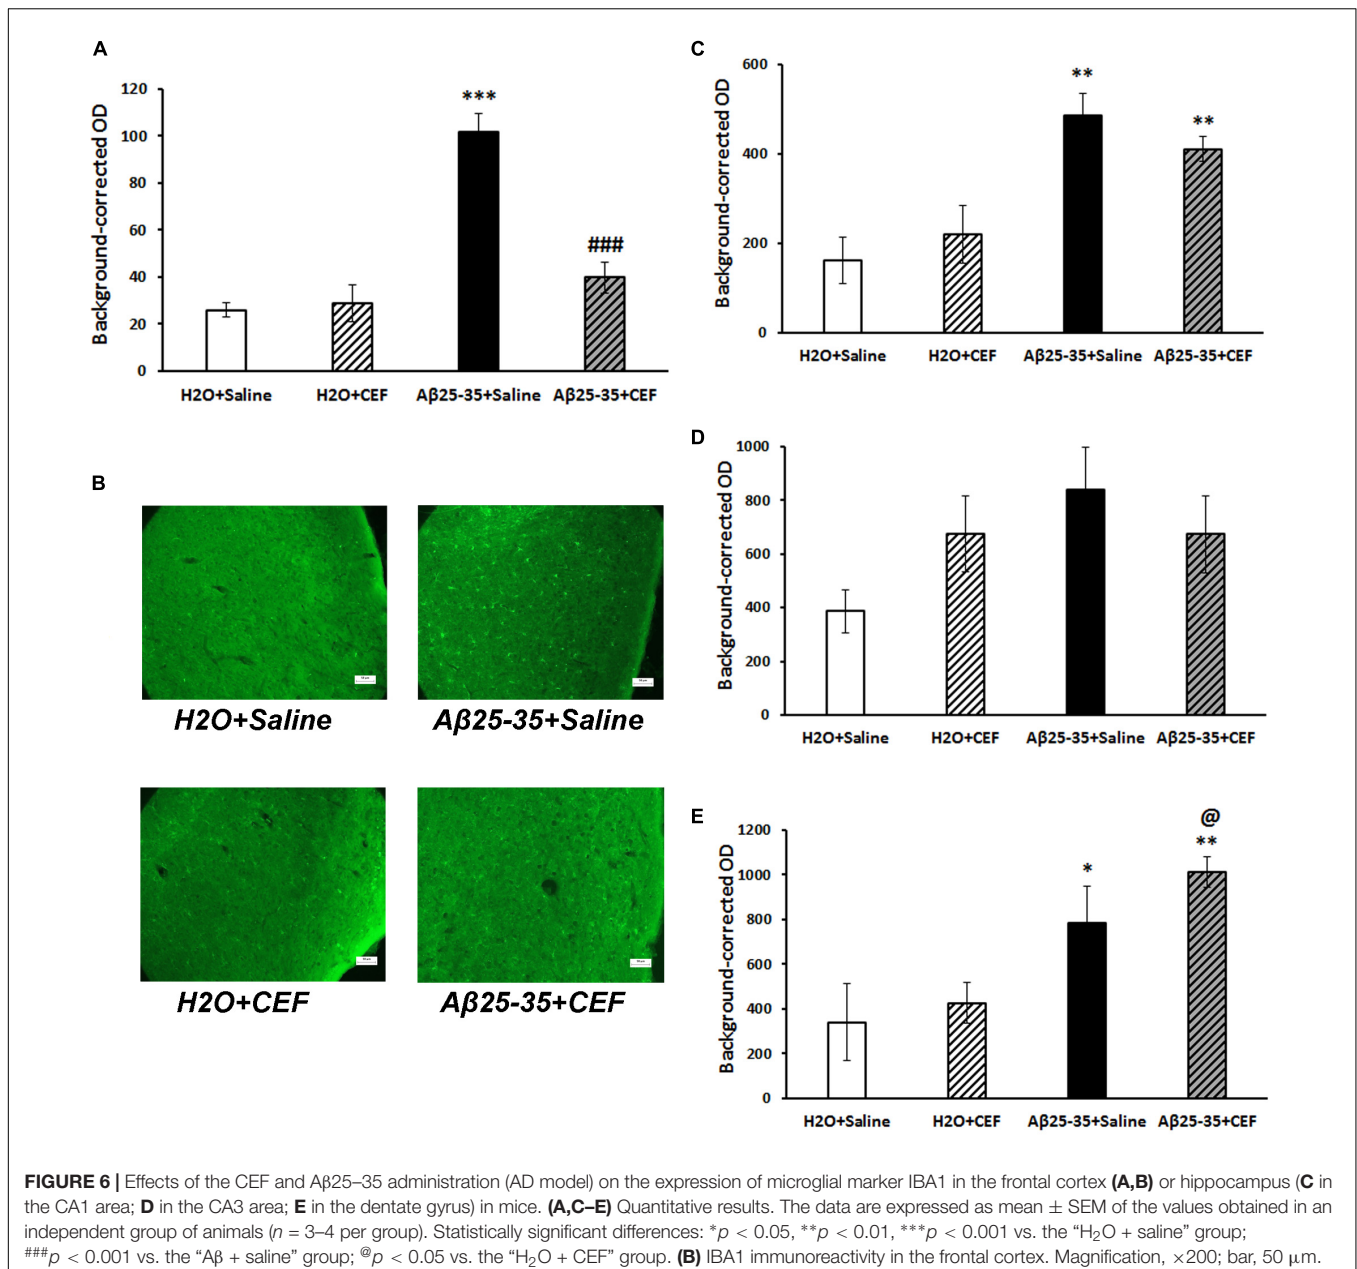 A
Background-corrected OD
120
100
80
60
40
20
0
***
###
H2O+Saline
H2O+CEF
Aβ25-35+Saline
Aβ25-35+CEF
B
H2O+Saline
Aβ25-35+Saline
H2O+CEF
Aβ25-35+CEF
C
Background-corrected OD
600
400
200
0
**
**
H2O+Saline
H2O+CEF
Aβ25-35+Saline
Aβ25-35+CEF
D
Background-corrected OD
1000
800
600
400
200
0
H2O+Saline
H2O+CEF
Aβ25-35+Saline
Aβ25-35+CEF
E
Background-corrected OD
1200
1000
800
600
400
200
0
*
@
**
H2O+Saline
H2O+CEF
Aβ25-35+Saline
Aβ25-35+CEF
FIGURE 6 | Effects of the CEF and Aβ25–35 administration (AD model) on the expression of microglial marker IBA1 in the frontal cortex (A,B) or hippocampus (C in
the CA1 area; D in the CA3 area; E in the dentate gyrus) in mice. (A,C–E) Quantitative results. The data are expressed as mean ± SEM of the values obtained in an
independent group of animals (n = 3–4 per group). Statistically significant differences: *p < 0.05, **p < 0.01, ***p < 0.001 vs. the “H₂O + saline” group;
###p < 0.001 vs. the “Aβ + saline” group; @p < 0.05 vs. the “H₂O + CEF” group. (B) IBA1 immunoreactivity in the frontal cortex. Magnification, ×200; bar, 50 μm.